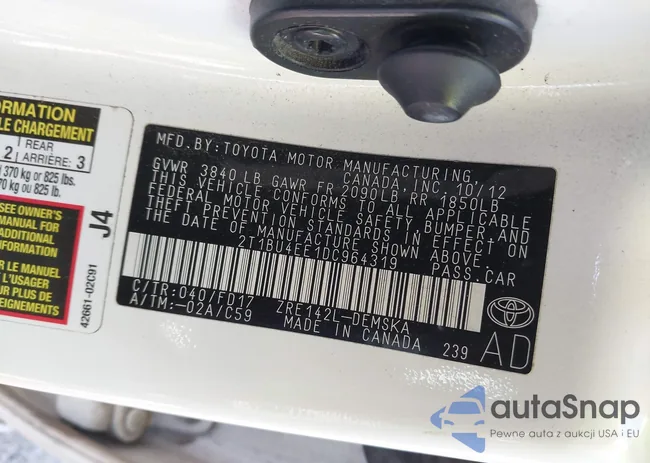 ORMATION
LE CHARGEMENT
2 REAR
ARRIÈRE: 3
370 kg or 825 lbs.
70 kg ou 825 lb.
SEE OWNER'S
MANUAL FOR
ADDITIONAL
INFORMATION
R LE MANUEL
L'USAGER
UR PLUS DE
SEIGNEMENTS
J4
42661-02C91
MFD.BY:TOYOTA MOTOR MANUFACTURING,
CANADA, INC. 10/12
GVWR 3840 LB GAWR FR 2090LB RR 1850LB
THIS VEHICLE CONFORMS TO ALL APPLICABLE
FEDERAL MOTOR VEHICLE SAFETY,BUMPER,AND
THEFT PREVENTION STANDARDS IN EFFECT ON
THE DATE OF MANUFACTURE SHOWN ABOVE.
2T1BU4EE1DC964319 PASS.CAR
C/TR:040/FD17 ZRE142L-DEMSKA
A/TM:-02A/C59 MADE IN CANADA
239
AD
autaSnap
Pewne auta z aukcji USA i EU